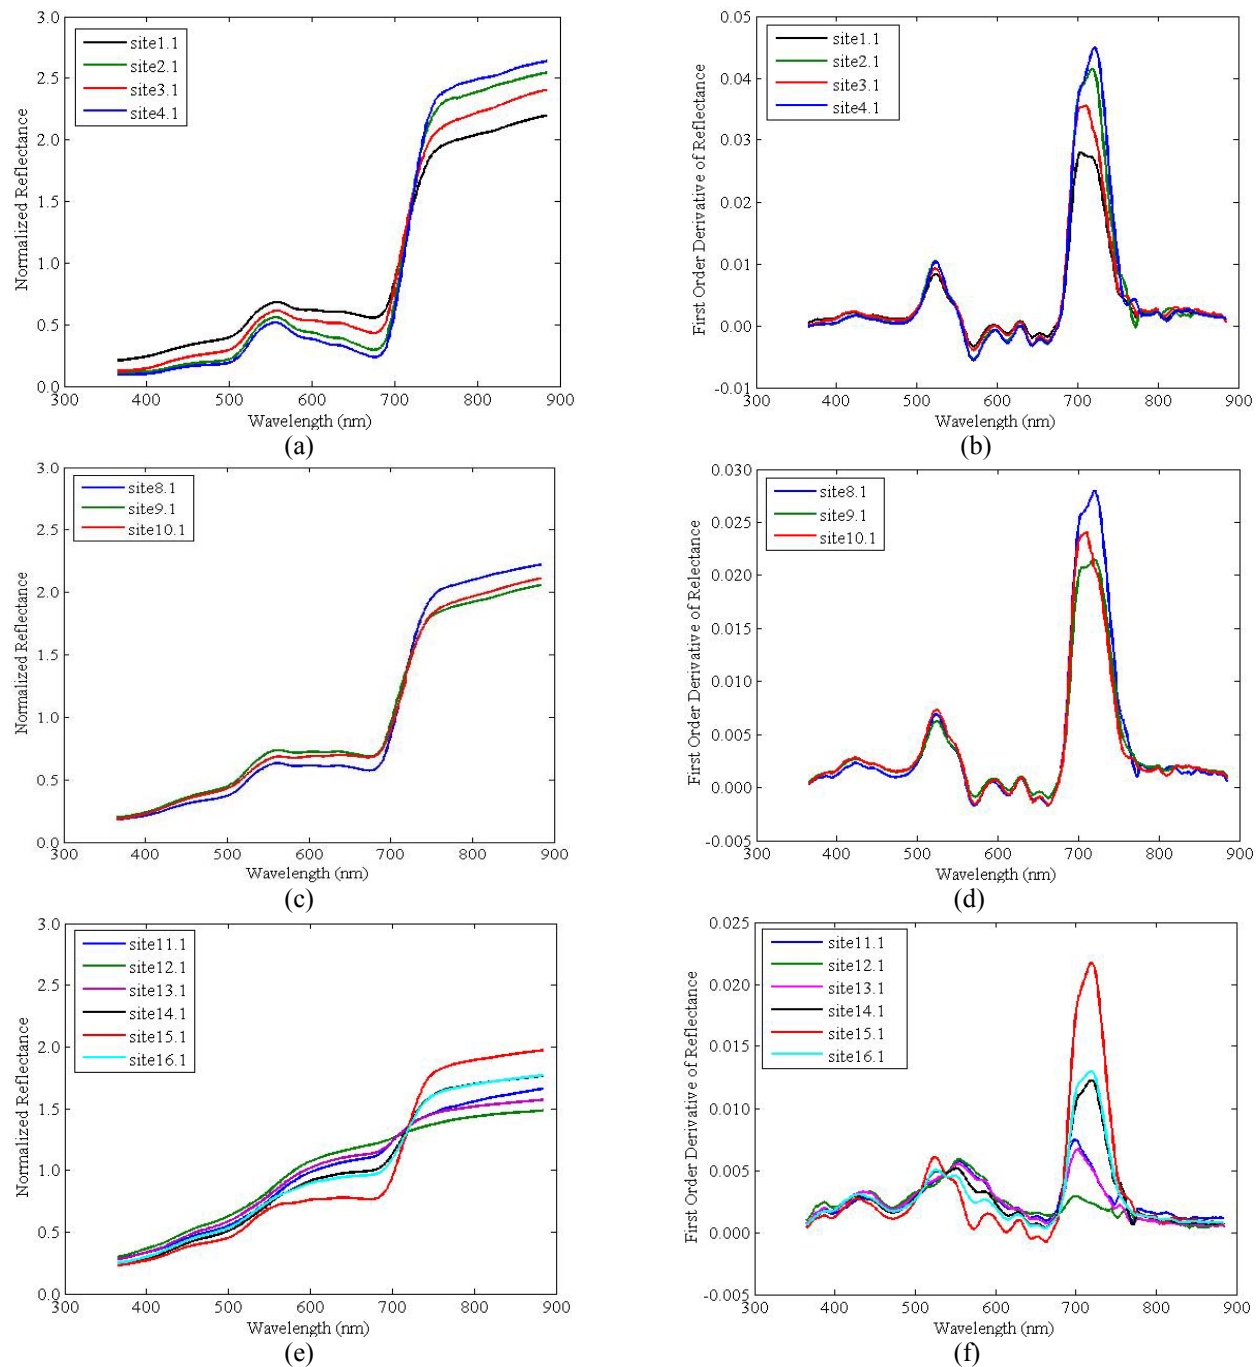 3.0
2.5
2.0
1.5
1.0
0.5
0.0
300 400 500 600 700 800 900
Normalized Reflectance
Wavelength (nm)
site1.1
site2.1
site3.1
site4.1
(a)
0.05
0.04
0.03
0.02
0.01
0.00
-0.01
300 400 500 600 700 800 900
First Order Derivative of Reflectance
Wavelength (nm)
site1.1
site2.1
site3.1
site4.1
(b)
3.0
2.5
2.0
1.5
1.0
0.5
0.0
300 400 500 600 700 800 900
Normalized Reflectance
Wavelength (nm)
site8.1
site9.1
site10.1
(c)
0.030
0.025
0.020
0.015
0.010
0.005
0.000
-0.005
300 400 500 600 700 800 900
First Order Derivative of Relectance
Wavelength (nm)
site8.1
site9.1
site10.1
(d)
3.0
2.5
2.0
1.5
1.0
0.5
0.0
300 400 500 600 700 800 900
Normalized Reflectance
Wavelength (nm)
site11.1
site12.1
site13.1
site14.1
site15.1
site16.1
(e)
0.025
0.020
0.015
0.010
0.005
0.000
-0.005
300 400 500 600 700 800 900
First Order Derivative of Reflectance
Wavelength (nm)
site11.1
site12.1
site13.1
site14.1
site15.1
site16.1
(f)